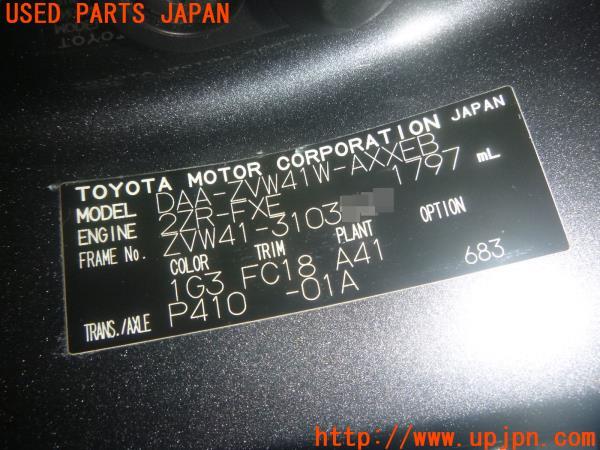 USED PARTS JAPAN
TOYOTA MOTOR CORPORATION JAPAN
MODEL DAA-ZVW41W-AXXEB
ENGINE 2ZR-FXE 1797 mL
FRAME No. ZVW41-3103
COLOR TRIM PLANT OPTION
1G3 FC18 A41 683
TRANS./AXLE P410 -01A
UPJ
http://www.upjpn.com/